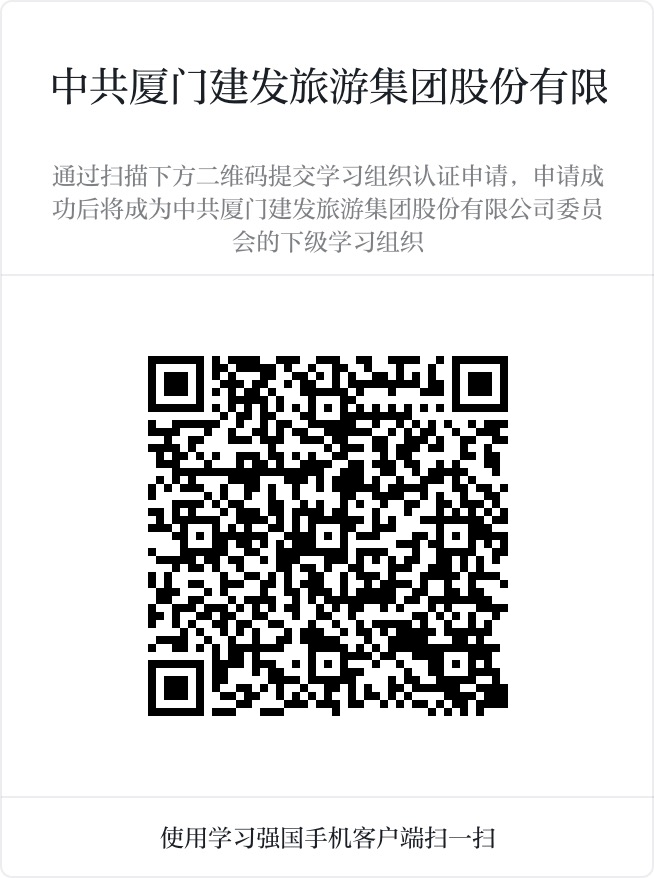 中共厦门建发旅游集团股份有限
通过扫描下方二维码提交学习组织认证申请，申请成
功后将成为中共厦门建发旅游集团股份有限公司委员
会的下级学习组织
使用学习强国手机客户端扫一扫